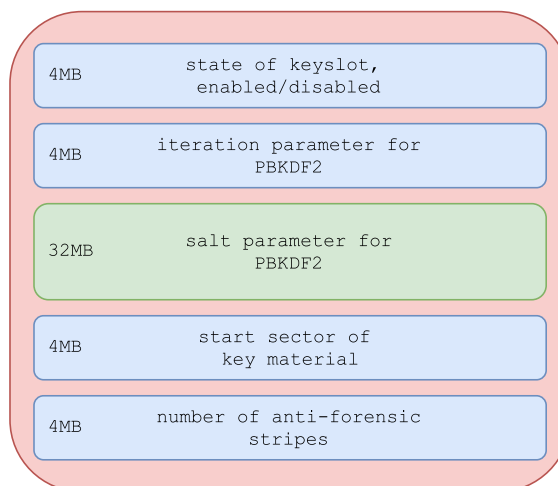 4MB
state of keyslot,
enabled/disabled
4MB
iteration parameter for
PBKDF2
32MB
salt parameter for
PBKDF2
4MB
start sector of
key material
4MB
number of anti-forensic
stripes